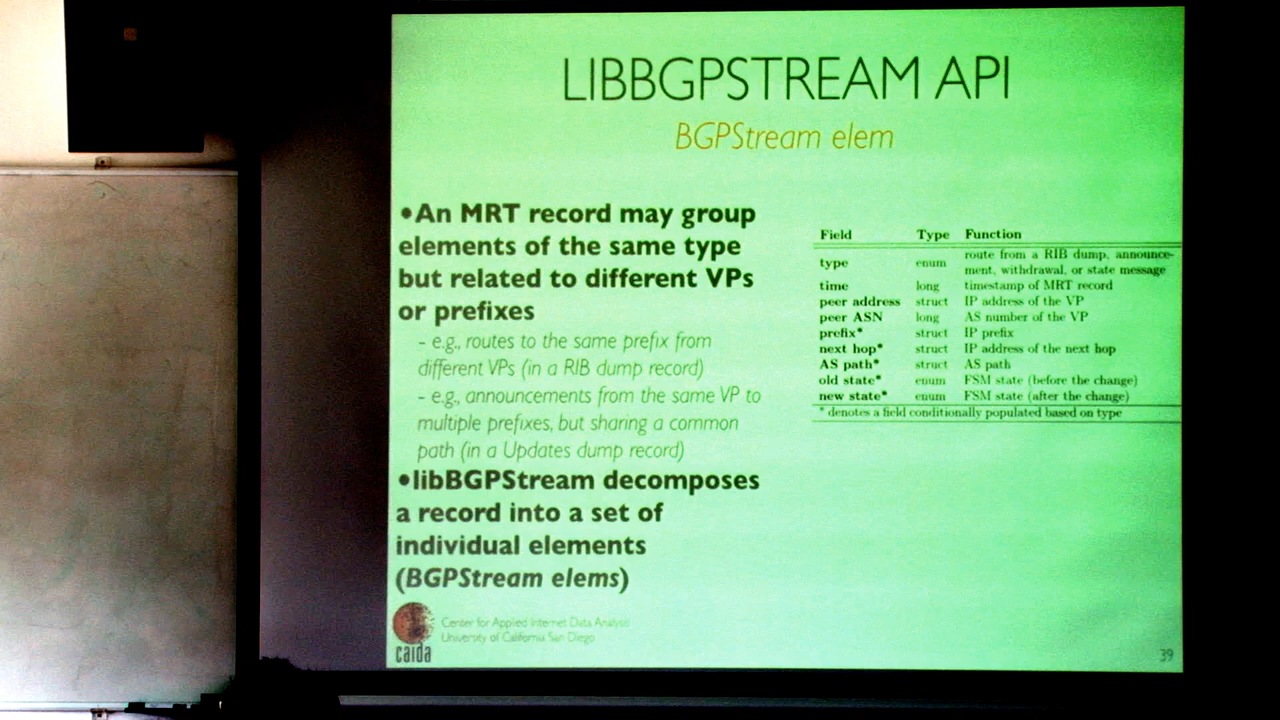 LIBBGPSTREAM API
BGPStream elem
•An MRT record may group
elements of the same type
but related to different VPs
or prefixes
- e.g., routes to the same prefix from
different VPs (in a RIB dump record)
- e.g., announcements from the same VP to
multiple prefixes, but sharing a common
path (in a Updates dump record)
•libBGPStream decomposes
a record into a set of
individual elements
(BGPStream elems)
Field Type Function
type enum route from a RIB dump, announce-
ment, withdrawal, or state message
time long timestamp of MRT record
peer address struct IP address of the VP
peer ASN long AS number of the VP
prefix* struct IP prefix
next hop* struct IP address of the next hop
AS path* struct AS path
old state* enum FSM state (before the change)
new state* enum FSM state (after the change)
* denotes a field conditionally populated based on type
Center for Applied Internet Data Analysis
University of California San Diego
caida
39